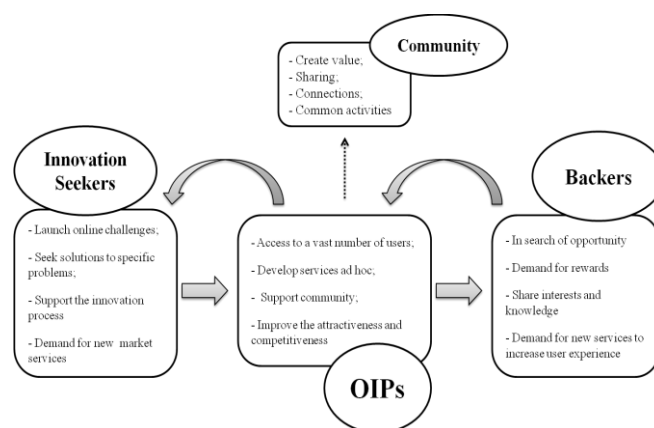 Community
- Create value;
- Sharing;
- Connections;
- Common activities
Innovation
Seekers
- Launch online challenges;
- Seek solutions to specific
problems;
- Support the innovation
process
- Demand for new market
services
- Access to a vast number of users;
- Develop services ad hoc;
- Support community;
- Improve the attractiveness and
competitiveness
OIPs
Backers
- In search of opportunity
- Demand for rewards
- Share interests and
knowledge
- Demand for new services to
increase user experience